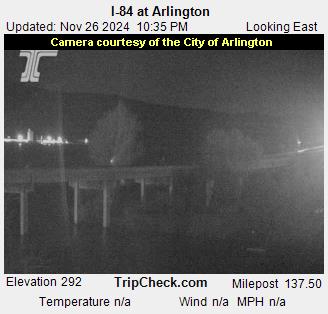 I-84 at Arlington
Updated: Nov 26 2024 10:35 PM Looking East
Camera courtesy of the City of Arlington
Elevation 292 TripCheck.com Milepost 137.50
Temperature n/a Wind n/a MPH n/a